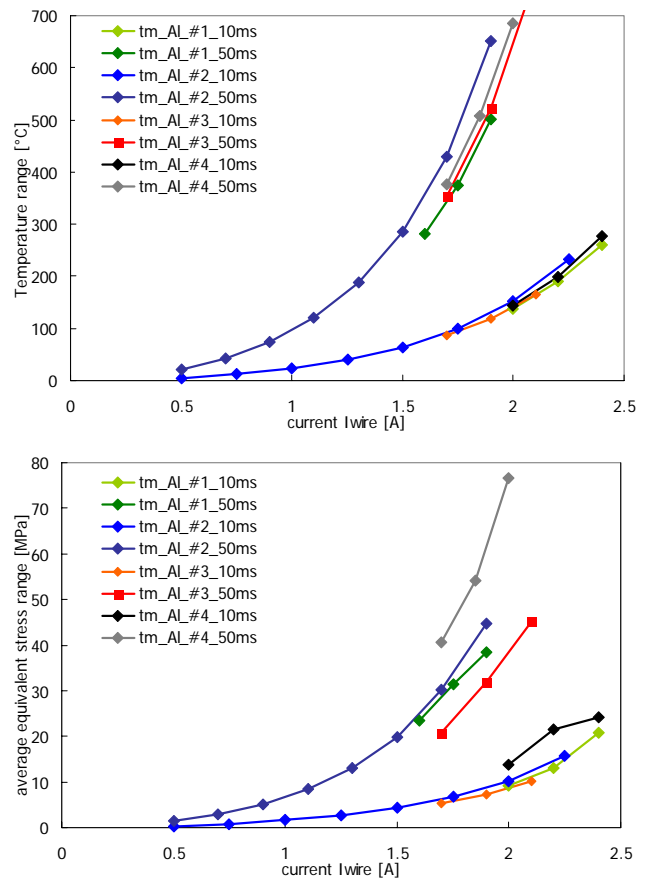 Temperature range [°C]
700
600
500
400
300
200
100
0
tm_Al_#1_10ms
tm_Al_#1_50ms
tm_Al_#2_10ms
tm_Al_#2_50ms
tm_Al_#3_10ms
tm_Al_#3_50ms
tm_Al_#4_10ms
tm_Al_#4_50ms
0 0.5 1 1.5 2 2.5
current Iwire [A]
average equivalent stress range [MPa]
80
70
60
50
40
30
20
10
0
tm_Al_#1_10ms
tm_Al_#1_50ms
tm_Al_#2_10ms
tm_Al_#2_50ms
tm_Al_#3_10ms
tm_Al_#3_50ms
tm_Al_#4_10ms
tm_Al_#4_50ms
0 0.5 1 1.5 2 2.5
current Iwire [A]